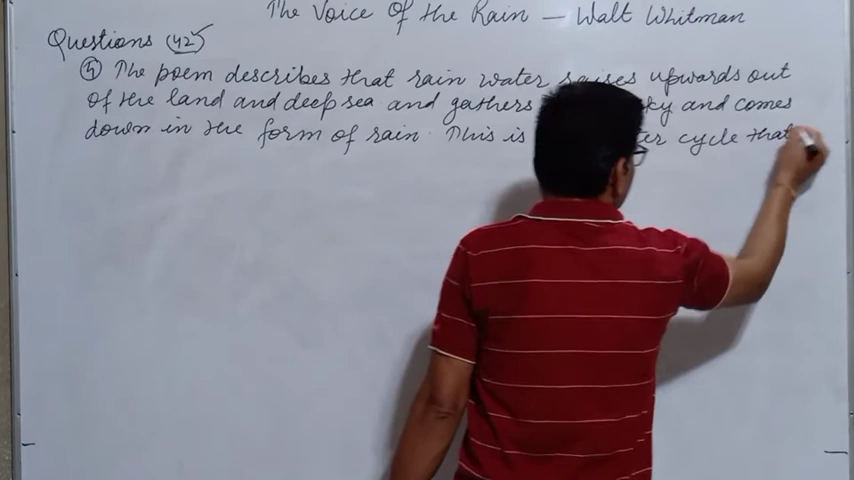 The Voice Of the Rain — Walt Whitman
Questions (42)
④ The poem describes that rain water raises upwards out
of the land and deep sea and gathers and comes
down in the form of rain. This is cycle that